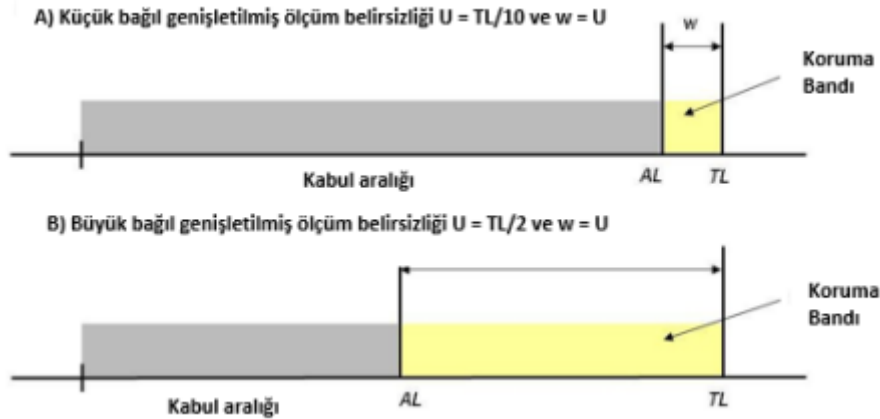 A) Küçük bağıl genişletilmiş ölçüm belirsizliği U = TL/10 ve w = U
w
Koruma
Bandı
Kabul aralığı
AL
TL
B) Büyük bağıl genişletilmiş ölçüm belirsizliği U = TL/2 ve w = U
Koruma
Bandı
Kabul aralığı
AL
TL